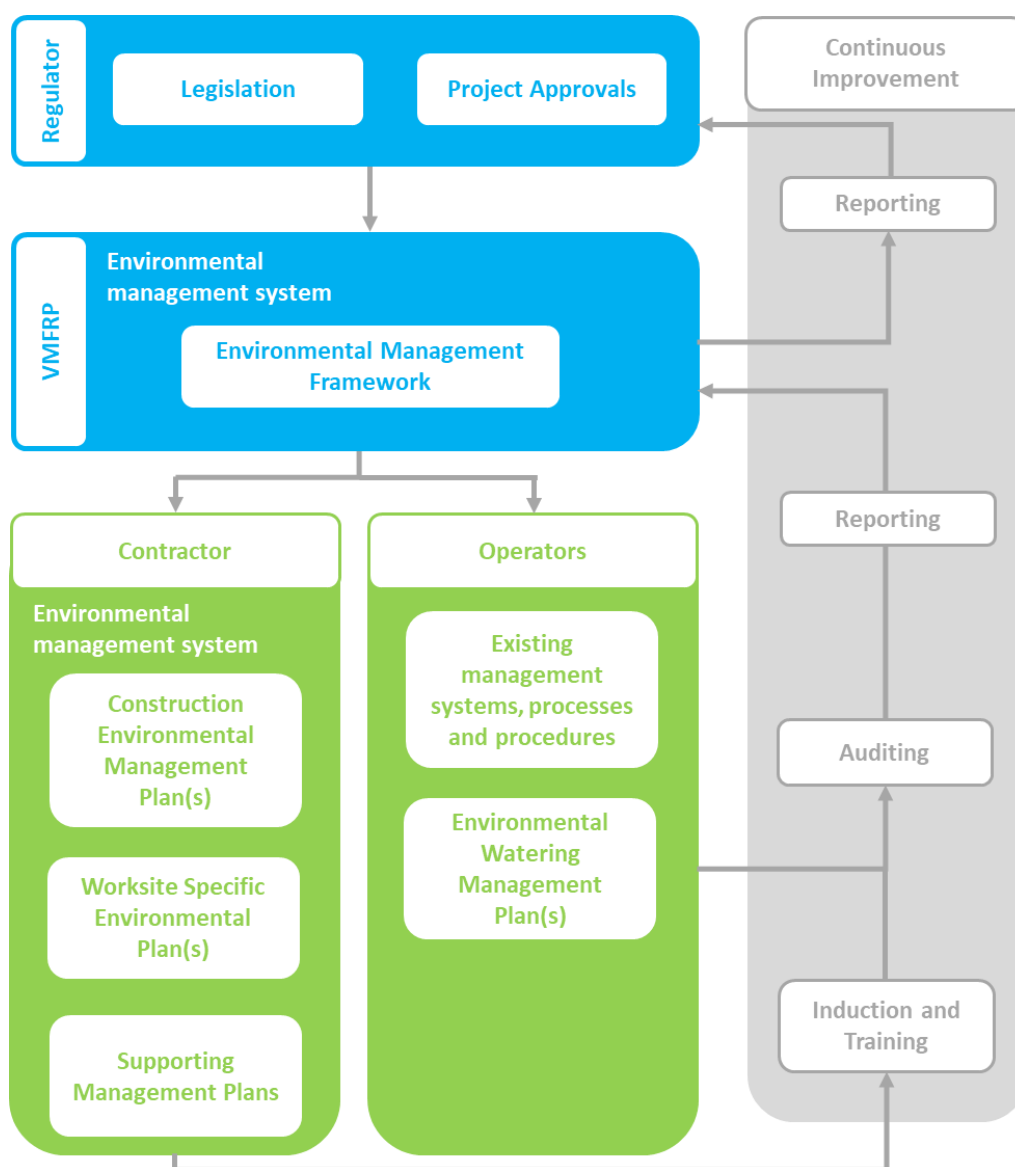 Regulator
Legislation
Project Approvals
Continuous
Improvement
Reporting
VMFRP
Environmental
management system
Environmental Management
Framework
Reporting
Contractor
Environmental
management system
Construction
Environmental
Management
Plan(s)
Worksite Specific
Environmental
Plan(s)
Supporting
Management Plans
Operators
Existing
management
systems, processes
and procedures
Environmental
Watering
Management
Plan(s)
Auditing
Induction and
Training